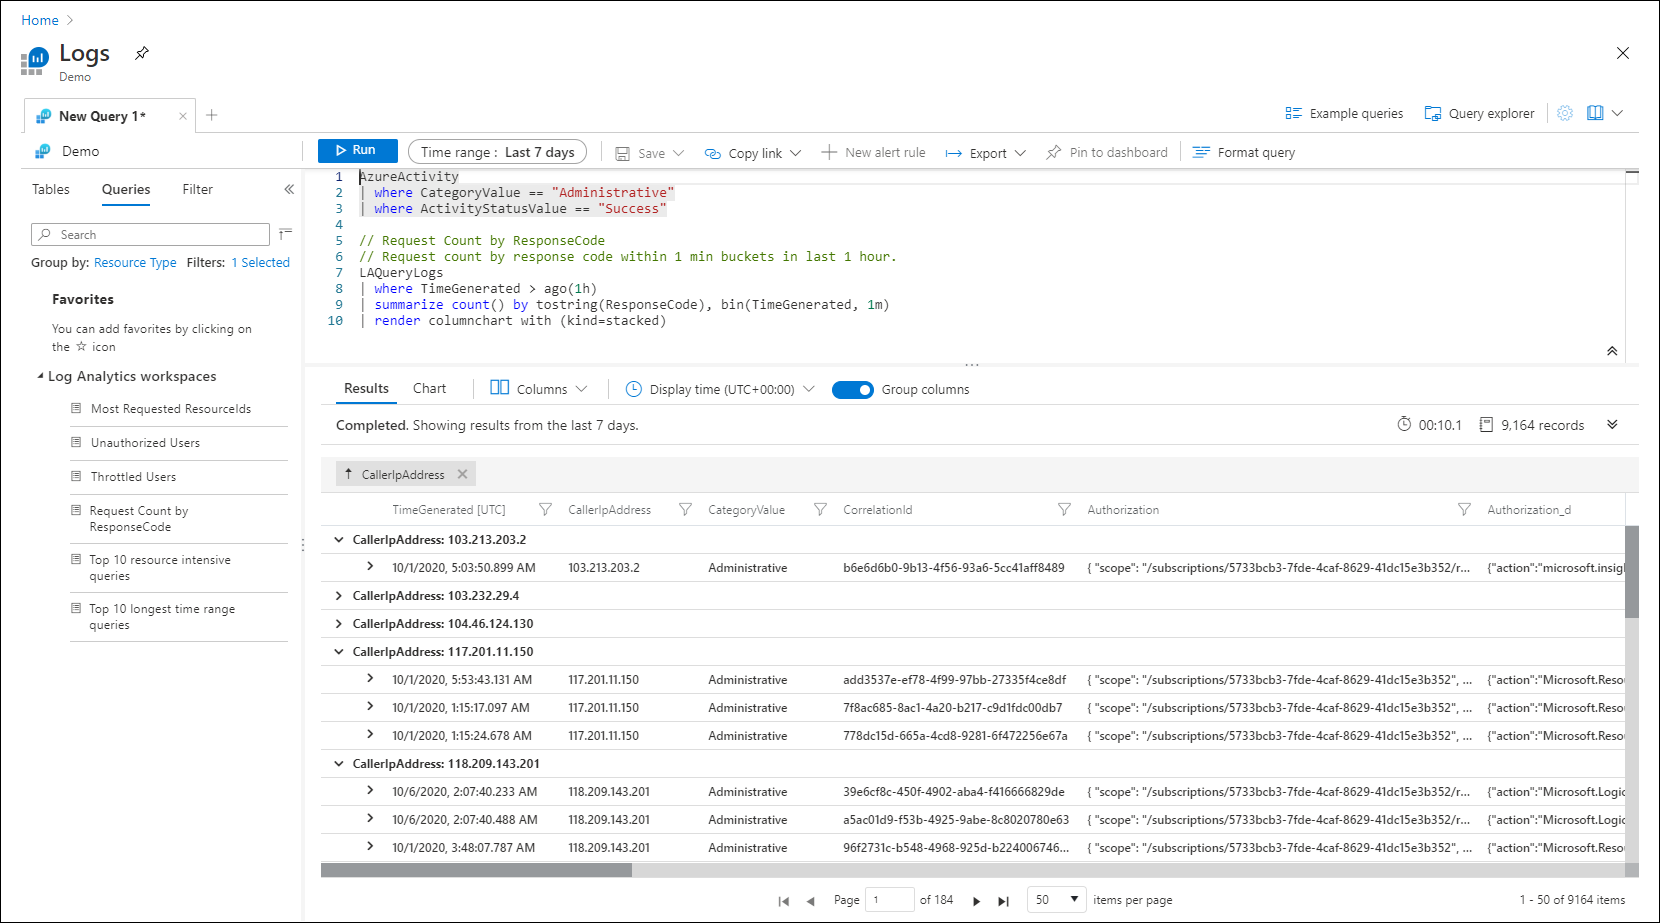 Home
Logs
Demo
New Query 1*
Example queries
Query explorer
Demo
Run
Time range : Last 7 days
Save
Copy link
New alert rule
Export
Pin to dashboard
Format query
Tables
Queries
Filter
Search
Group by: Resource Type Filters: 1 Selected
Favorites
You can add favorites by clicking on
the ☆ icon
Log Analytics workspaces
Most Requested ResourceIds
Unauthorized Users
Throttled Users
Request Count by
ResponseCode
Top 10 resource intensive
queries
Top 10 longest time range
queries
1 AzureActivity
2 | where CategoryValue == "Administrative"
3 | where ActivityStatusValue == "Success"
4
5 // Request Count by ResponseCode
6 // Request count by response code within 1 min buckets in last 1 hour.
7 LAQueryLogs
8 | where TimeGenerated > ago(1h)
9 | summarize count() by tostring(ResponseCode), bin(TimeGenerated, 1m)
10 | render columnchart with (kind=stacked)
Results
Chart
Columns
Display time (UTC+00:00)
Group columns
Completed. Showing results from the last 7 days.
00:10.1
9,164 records
CallerIpAddress
TimeGenerated [UTC] CallerIpAddress CategoryValue CorrelationId Authorization Authorization_d
CallerIpAddress: 103.213.203.2
10/1/2020, 5:03:50.899 AM 103.213.203.2 Administrative b6e6d6b0-9b13-4f56-93a6-5cc41aff8489 { "scope": "/subscriptions/5733bcb3-7fde-4caf-8629-41dc15e3b352/r... {"action":"microsoft.insigl
CallerIpAddress: 103.232.29.4
CallerIpAddress: 104.46.124.130
CallerIpAddress: 117.201.11.150
10/1/2020, 5:53:43.131 AM 117.201.11.150 Administrative add3537e-ef78-4f99-97bb-27335f4ce8df { "scope": "/subscriptions/5733bcb3-7fde-4caf-8629-41dc15e3b352", ... {"action":"Microsoft.Reso
10/1/2020, 1:15:17.097 AM 117.201.11.150 Administrative 7f8ac685-8ac1-4a20-b217-c9d1fdc00db7 { "scope": "/subscriptions/5733bcb3-7fde-4caf-8629-41dc15e3b352", ... {"action":"Microsoft.Reso
10/1/2020, 1:15:24.678 AM 117.201.11.150 Administrative 778dc15d-665a-4cd8-9281-6f472256e67a { "scope": "/subscriptions/5733bcb3-7fde-4caf-8629-41dc15e3b352", ... {"action":"Microsoft.Reso
CallerIpAddress: 118.209.143.201
10/6/2020, 2:07:40.233 AM 118.209.143.201 Administrative 39e6cf8c-450f-4902-aba4-f416666829de { "scope": "/subscriptions/5733bcb3-7fde-4caf-8629-41dc15e3b352/r... {"action":"Microsoft.Logic
10/6/2020, 2:07:40.488 AM 118.209.143.201 Administrative a5ac01d9-f53b-4925-9abe-8c8020780e63 { "scope": "/subscriptions/5733bcb3-7fde-4caf-8629-41dc15e3b352/r... {"action":"Microsoft.Logic
10/1/2020, 3:48:07.787 AM 118.209.143.201 Administrative 96f2731c-b548-4968-925d-b224006746... { "scope": "/subscriptions/5733bcb3-7fde-4caf-8629-41dc15e3b352", ... {"action":"Microsoft.Reso
Page 1 of 184
50 items per page
1 - 50 of 9164 items